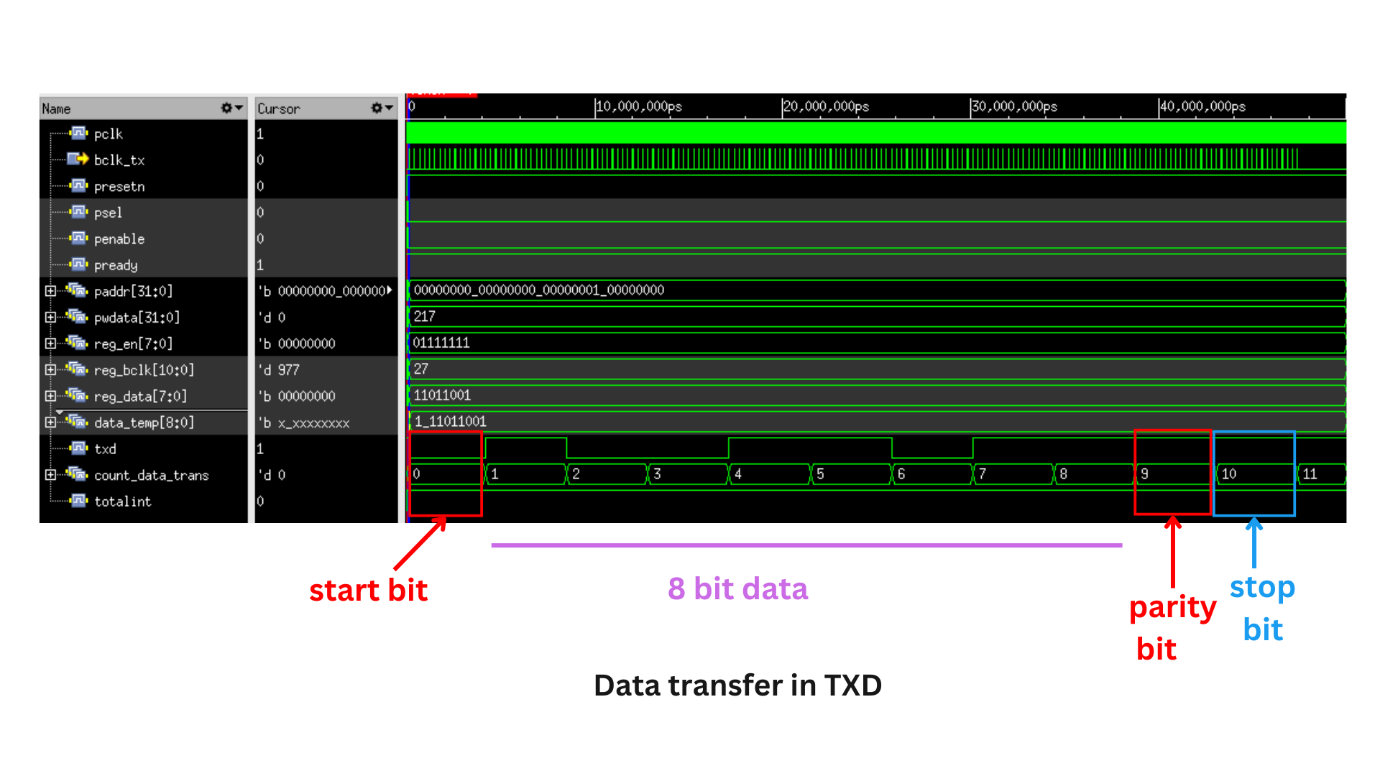 Name Cursor 0 10,000,000ps 20,000,000ps 30,000,000ps 40,000,000ps
pclk 1
bclk_tx 0
presetn 0
psel 0
penable 0
pready 1
paddr[31:0] 'b 00000000_000000 00000000_00000000_00000001_00000000
pwdata[31:0] 'd 0 217
reg_en[7:0] 'b 00000000 01111111
reg_bclk[10:0] 'd 977 27
reg_data[7:0] 'b 00000000 11011001
data_temp[8:0] 'b x_xxxxxxxx 1_11011001
txd 1
count_data_trans 'd 0 0 1 2 3 4 5 6 7 8 9 10 11
totalint 0
start bit
8 bit data
parity
bit
stop
bit
Data transfer in TXD